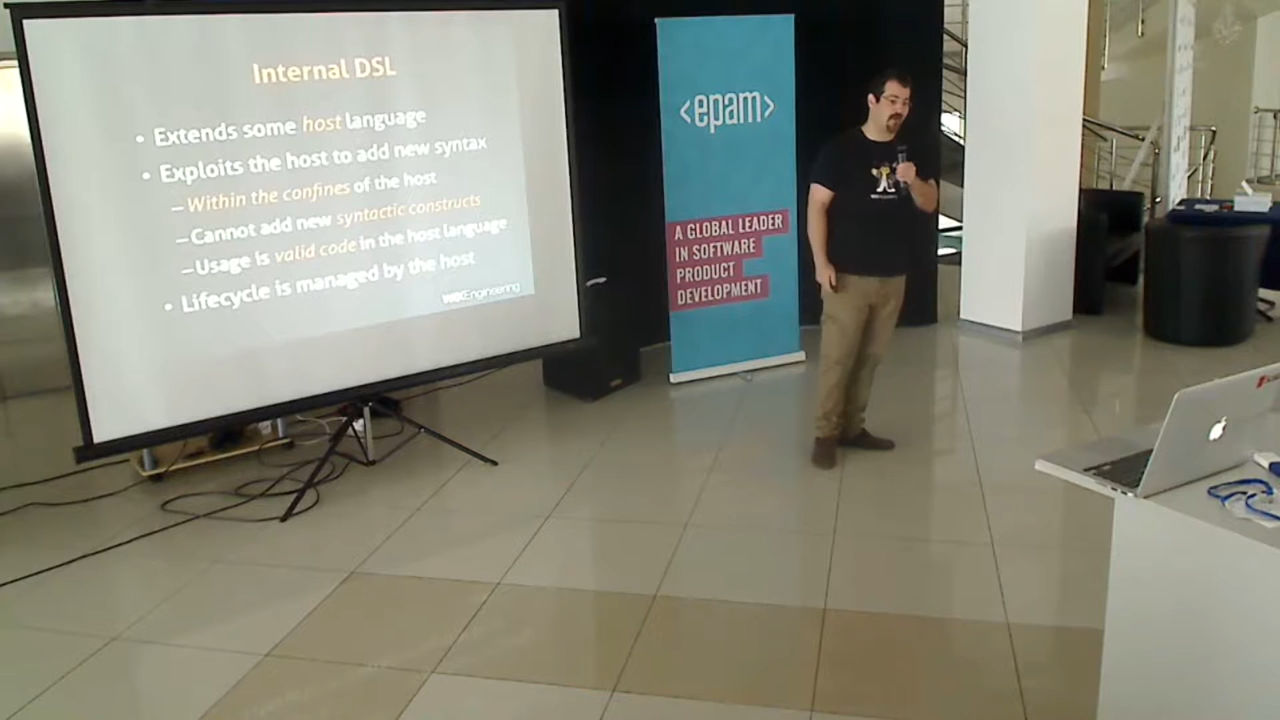 Internal DSL
• Extends some host language
• Exploits the host to add new syntax
– Within the confines of the host
– Cannot add new syntactic constructs
– Usage is valid code in the host language
• Lifecycle is managed by the host
<epam>
A GLOBAL LEADER
IN SOFTWARE
PRODUCT
DEVELOPMENT